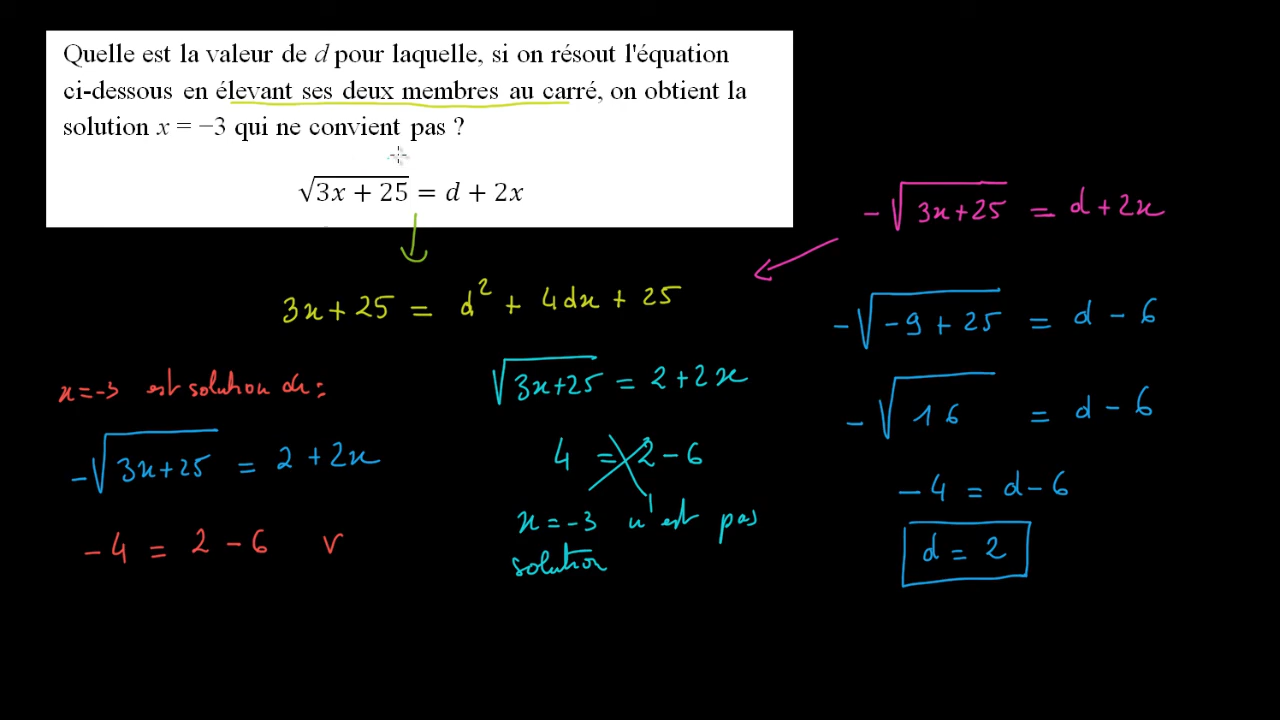 Quelle est la valeur de d pour laquelle, si on résout l'équation
ci-dessous en élevant ses deux membres au carré, on obtient la
solution x = −3 qui ne convient pas ?
√(3x + 25) = d + 2x
3x + 25 = d² + 4dx + 25
x = -3 est solution de :
-√(3x+25) = 2 + 2x
-4 = 2 - 6 v
√(3x+25) = 2 + 2x
4 = 2 - 6
x = -3 n'est pas
solution
-√(3x+25) = d + 2x
-√(-9 + 25) = d - 6
-√16 = d - 6
-4 = d - 6
d = 2